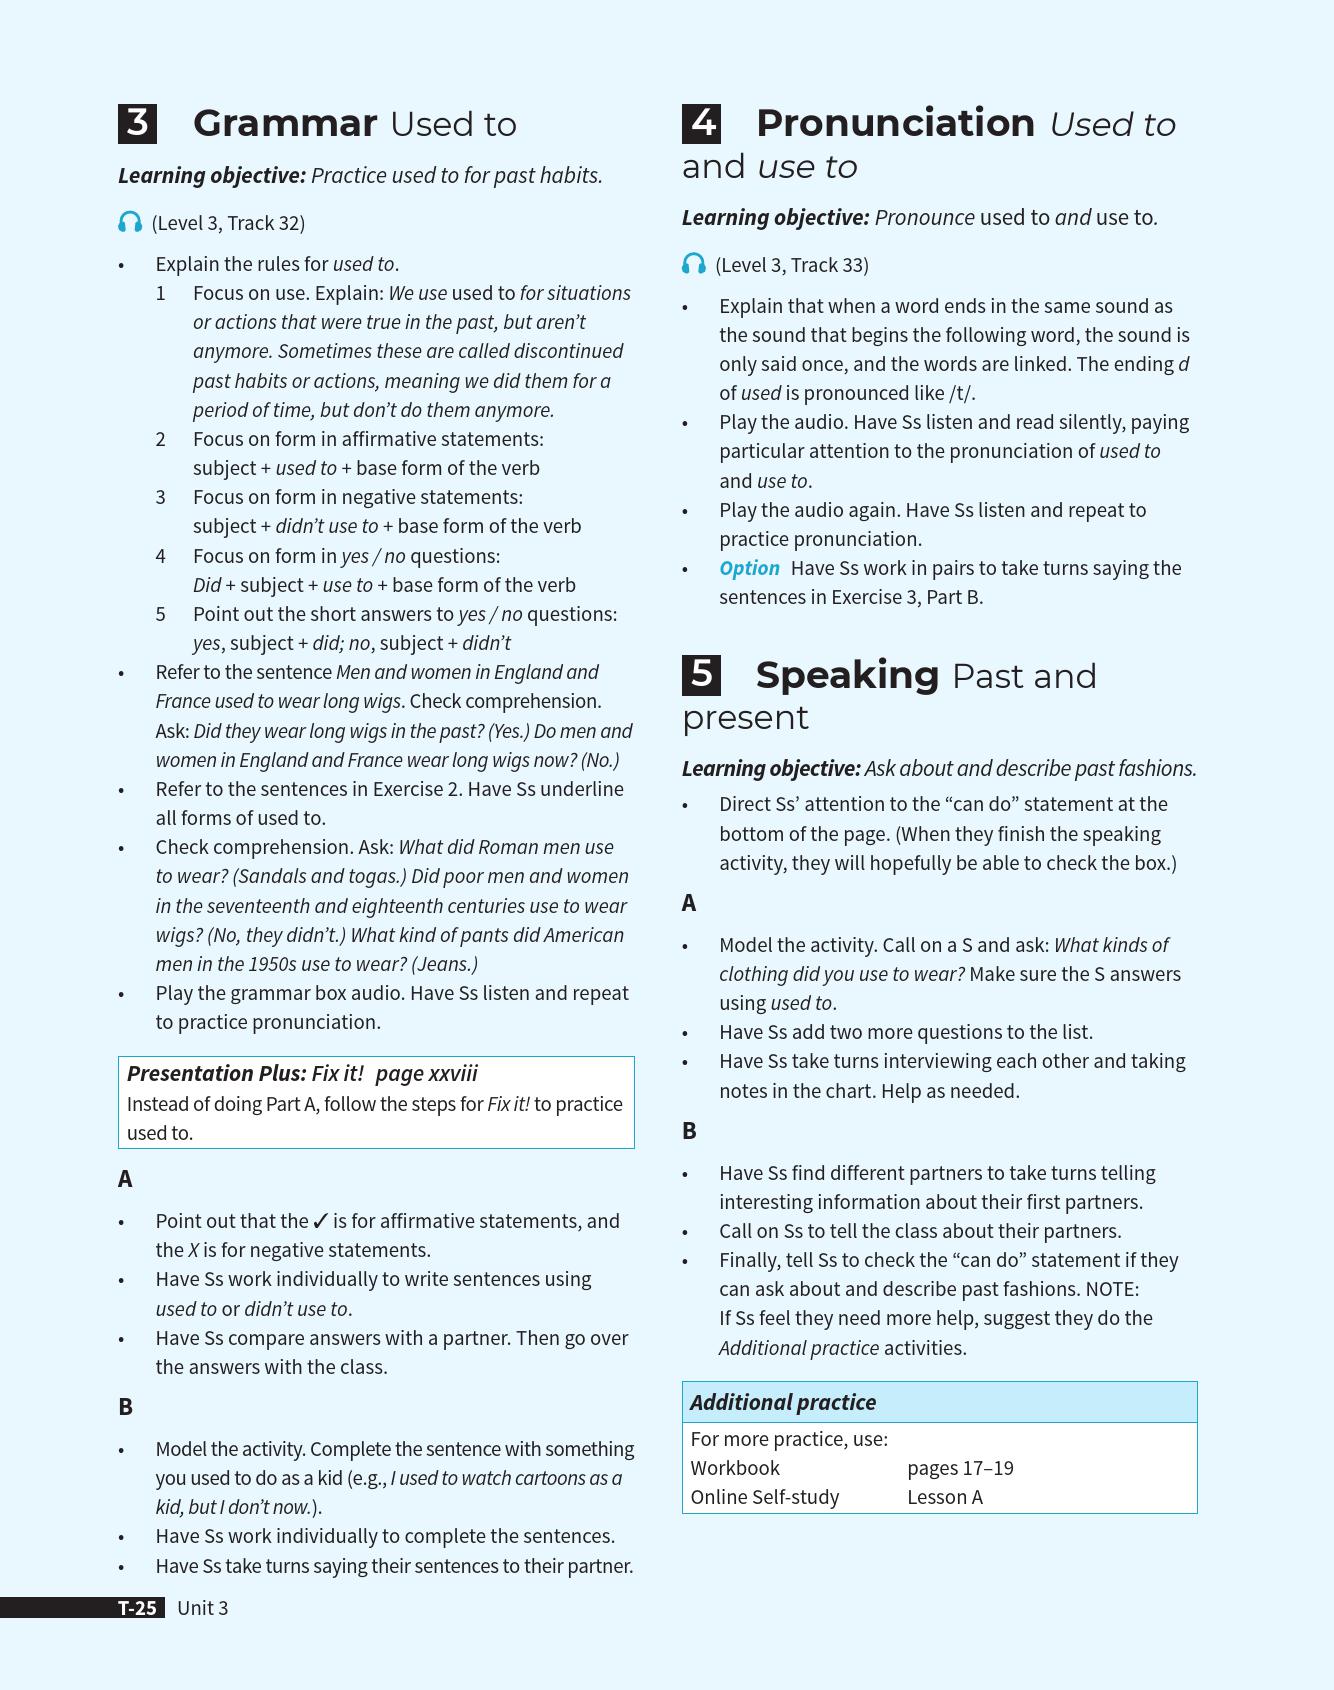 3 Grammar Used to
Learning objective: Practice used to for past habits.
(Level 3, Track 32)
• Explain the rules for used to.
1 Focus on use. Explain: We use used to for situations
or actions that were true in the past, but aren’t
anymore. Sometimes these are called discontinued
past habits or actions, meaning we did them for a
period of time, but don’t do them anymore.
2 Focus on form in affirmative statements:
subject + used to + base form of the verb
3 Focus on form in negative statements:
subject + didn’t use to + base form of the verb
4 Focus on form in yes / no questions:
Did + subject + use to + base form of the verb
5 Point out the short answers to yes / no questions:
yes, subject + did; no, subject + didn’t
• Refer to the sentence Men and women in England and
France used to wear long wigs. Check comprehension.
Ask: Did they wear long wigs in the past? (Yes.) Do men and
women in England and France wear long wigs now? (No.)
• Refer to the sentences in Exercise 2. Have Ss underline
all forms of used to.
• Check comprehension. Ask: What did Roman men use
to wear? (Sandals and togas.) Did poor men and women
in the seventeenth and eighteenth centuries use to wear
wigs? (No, they didn’t.) What kind of pants did American
men in the 1950s use to wear? (Jeans.)
• Play the grammar box audio. Have Ss listen and repeat
to practice pronunciation.
Presentation Plus: Fix it! page xxviii
Instead of doing Part A, follow the steps for Fix it! to practice
used to.
A
• Point out that the ✓ is for affirmative statements, and
the X is for negative statements.
• Have Ss work individually to write sentences using
used to or didn’t use to.
• Have Ss compare answers with a partner. Then go over
the answers with the class.
B
• Model the activity. Complete the sentence with something
you used to do as a kid (e.g., I used to watch cartoons as a
kid, but I don’t now.).
• Have Ss work individually to complete the sentences.
• Have Ss take turns saying their sentences to their partner.
4 Pronunciation Used to
and use to
Learning objective: Pronounce used to and use to.
(Level 3, Track 33)
• Explain that when a word ends in the same sound as
the sound that begins the following word, the sound is
only said once, and the words are linked. The ending d
of used is pronounced like /t/.
• Play the audio. Have Ss listen and read silently, paying
particular attention to the pronunciation of used to
and use to.
• Play the audio again. Have Ss listen and repeat to
practice pronunciation.
• Option Have Ss work in pairs to take turns saying the
sentences in Exercise 3, Part B.
5 Speaking Past and
present
Learning objective: Ask about and describe past fashions.
• Direct Ss’ attention to the “can do” statement at the
bottom of the page. (When they finish the speaking
activity, they will hopefully be able to check the box.)
A
• Model the activity. Call on a S and ask: What kinds of
clothing did you use to wear? Make sure the S answers
using used to.
• Have Ss add two more questions to the list.
• Have Ss take turns interviewing each other and taking
notes in the chart. Help as needed.
B
• Have Ss find different partners to take turns telling
interesting information about their first partners.
• Call on Ss to tell the class about their partners.
• Finally, tell Ss to check the “can do” statement if they
can ask about and describe past fashions. NOTE:
If Ss feel they need more help, suggest they do the
Additional practice activities.
Additional practice
For more practice, use:
Workbook pages 17–19
Online Self-study Lesson A
T-25 Unit 3